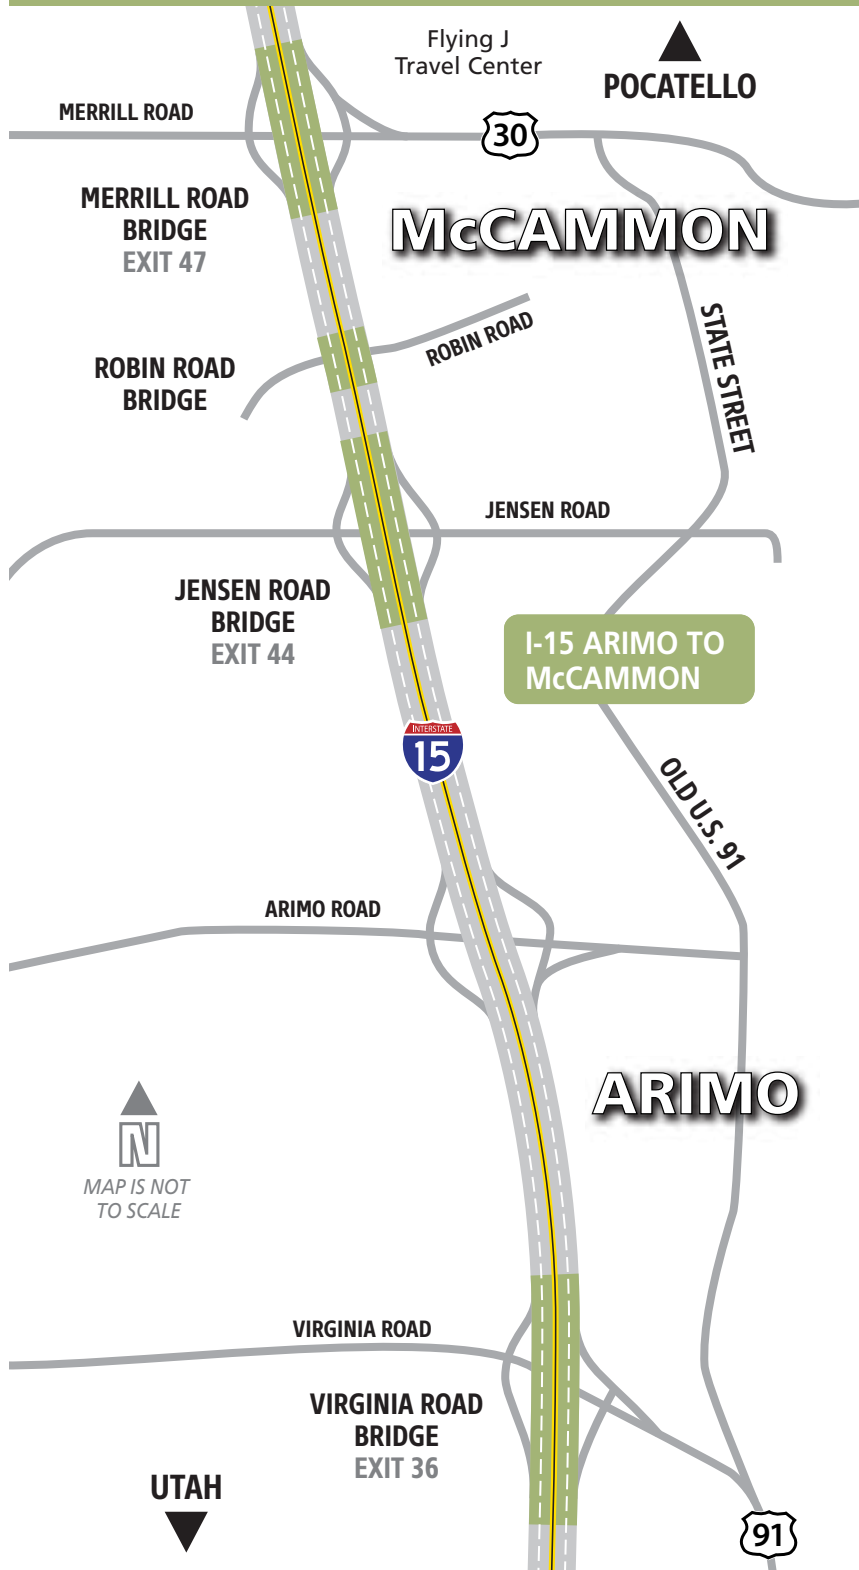 Flying J
Travel Center
POCATELLO
MERRILL ROAD
30
MERRILL ROAD
BRIDGE
EXIT 47
McCAMMON
STATE STREET
ROBIN ROAD
ROBIN ROAD
BRIDGE
JENSEN ROAD
JENSEN ROAD
BRIDGE
EXIT 44
I-15 ARIMO TO
McCAMMON
INTERSTATE
15
OLD U.S. 91
ARIMO ROAD
ARIMO
N
MAP IS NOT
TO SCALE
VIRGINIA ROAD
VIRGINIA ROAD
BRIDGE
EXIT 36
UTAH
91